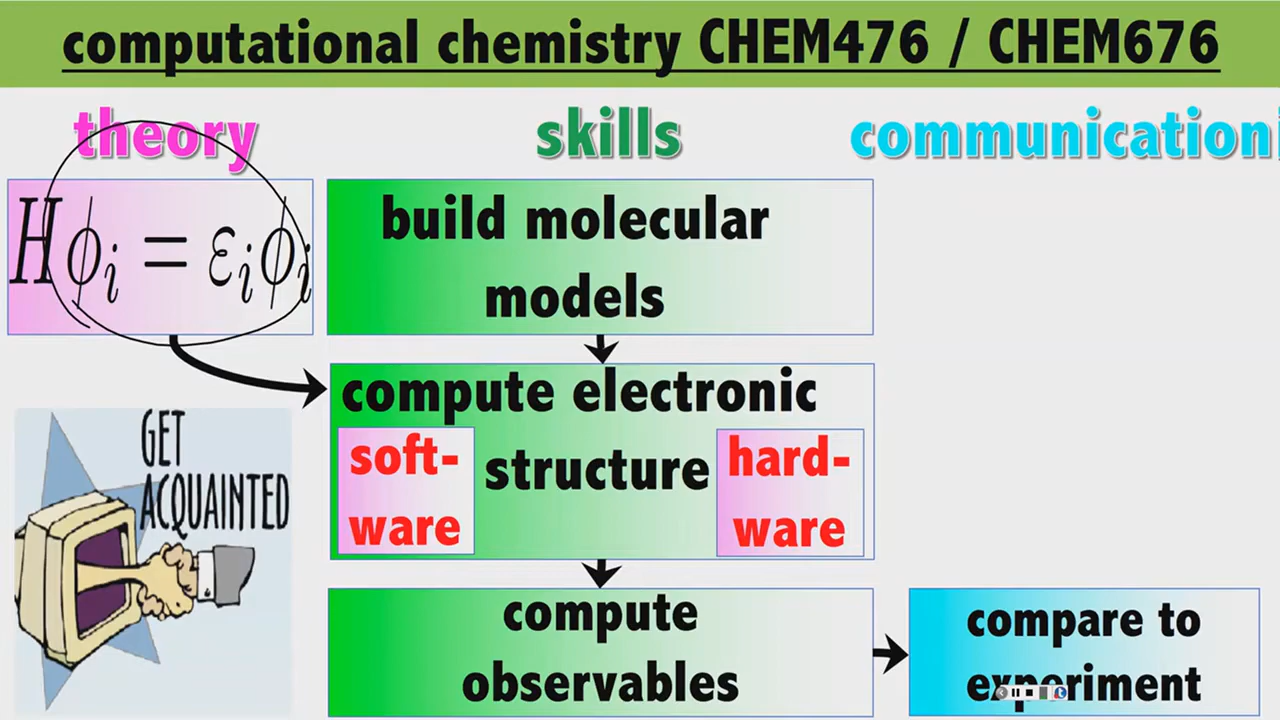 computational chemistry CHEM476 / CHEM676
theory
skills
communication
Hϕᵢ = εᵢϕᵢ
build molecular
models
compute electronic
structure
soft-
ware
hard-
ware
GET
ACQUAINTED
compute
observables
compare to
experiment